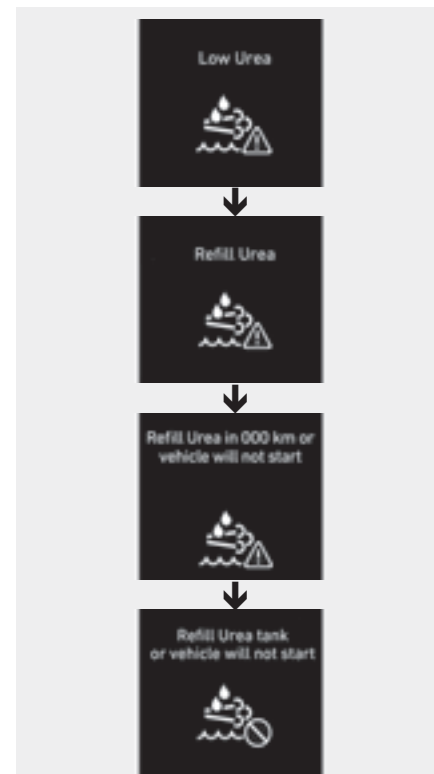 Low Urea
Refill Urea
Refill Urea in 000 km or
vehicle will not start
Refill Urea tank
or vehicle will not start